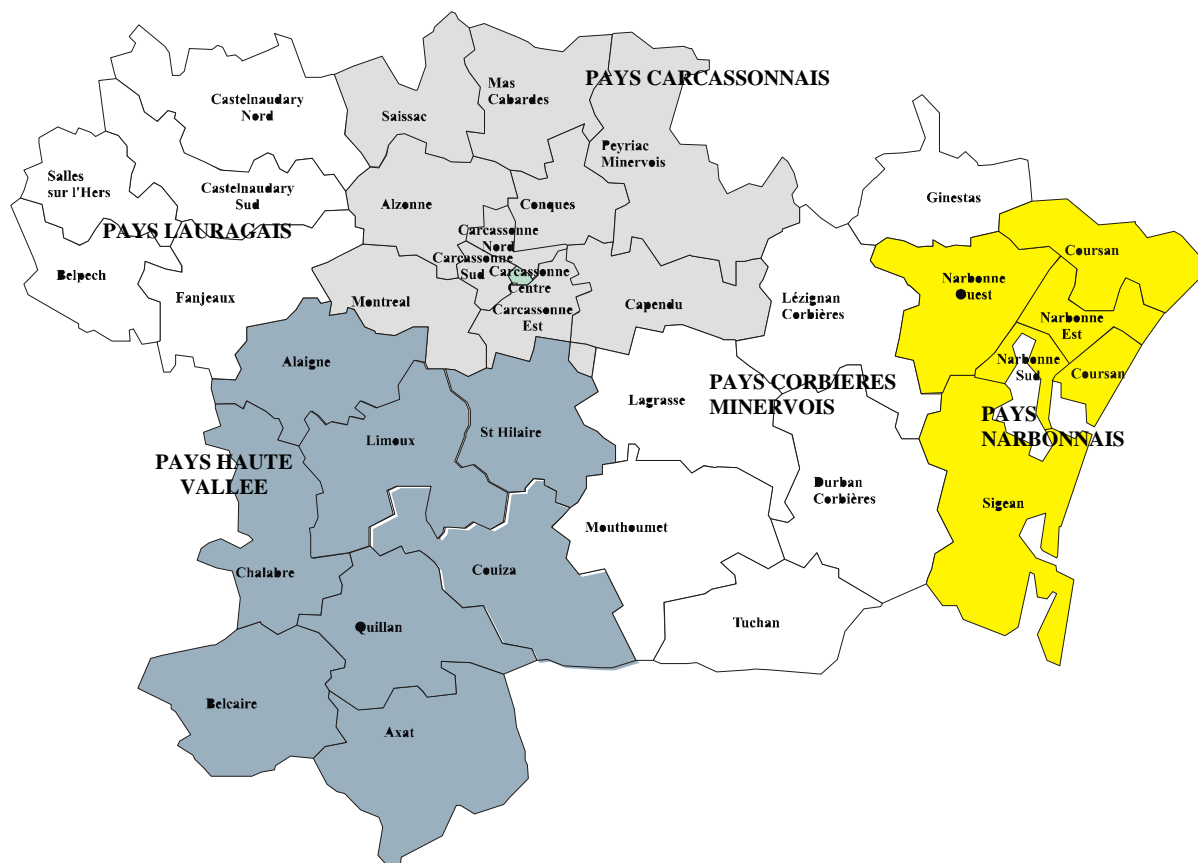 PAYS CARCASSONNAIS
Mas
Cabardes
Castelnaudary
Nord
Saissac
Peyriac
Minervois
Salles
sur l'Hers
Castelnaudary
Sud
Ginestas
Alzonne
Conques
PAYS LAURAGAIS
Carcassonne
Nord
Coursan
Carcassonne
Sud
Belpech
Carcassonne
Centre
Narbonne
Ouest
Fanjeaux
Montreal
Capendu
Lézignan
Corbières
Carcassonne
Est
Narbonne
Est
Alaigne
Narbonne
Sud
Coursan
PAYS CORBIERES
MINERVOIS
Lagrasse
PAYS
NARBONNAIS
Limoux
St Hilaire
PAYS HAUTE
VALLEE
Durban
Corbières
Sigean
Mouthoumet
Chalabre
Couiza
Quillan
Tuchan
Belcaire
Axat